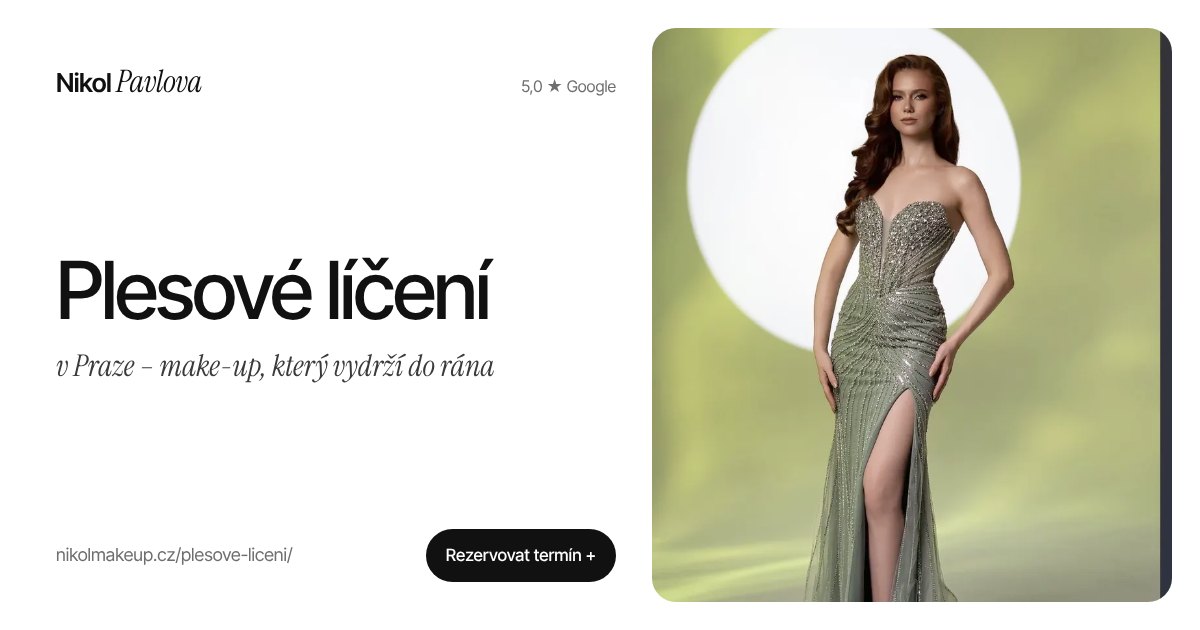 Nikol Pavlova
5,0 ★ Google
Plesové líčení
v Praze – make-up, který vydrží do rána
nikolmakeup.cz/plesove-liceni/
Rezervovat termín +